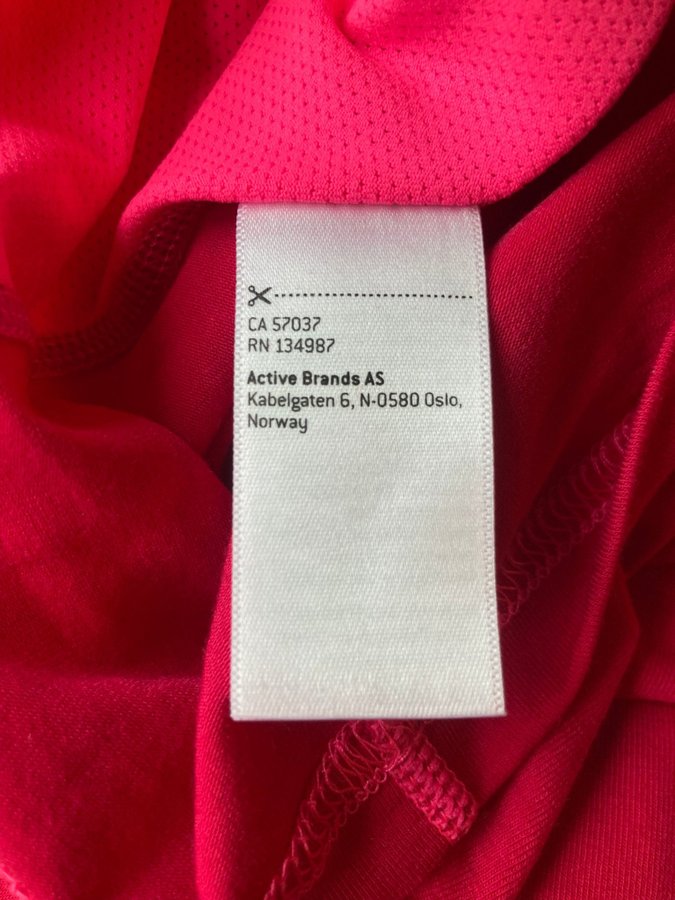 CA 57037
RN 134987
Active Brands AS
Kabelgaten 6, N-0580 Oslo,
Norway